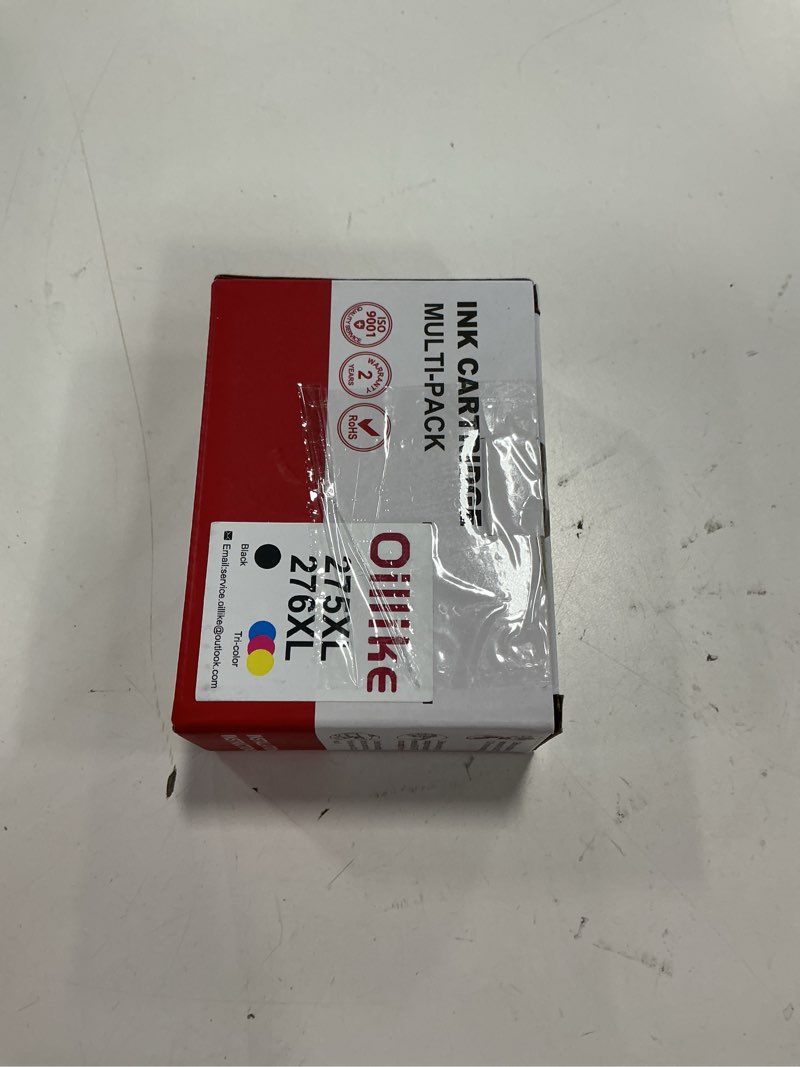 INK CARTRIDGE
MULTI-PACK
ISO
9001
WARRANTY
2
YEARS
RoHS
Oillike
275XL
276XL
Black
Tri-color
Email:service.oillike@outlook.com